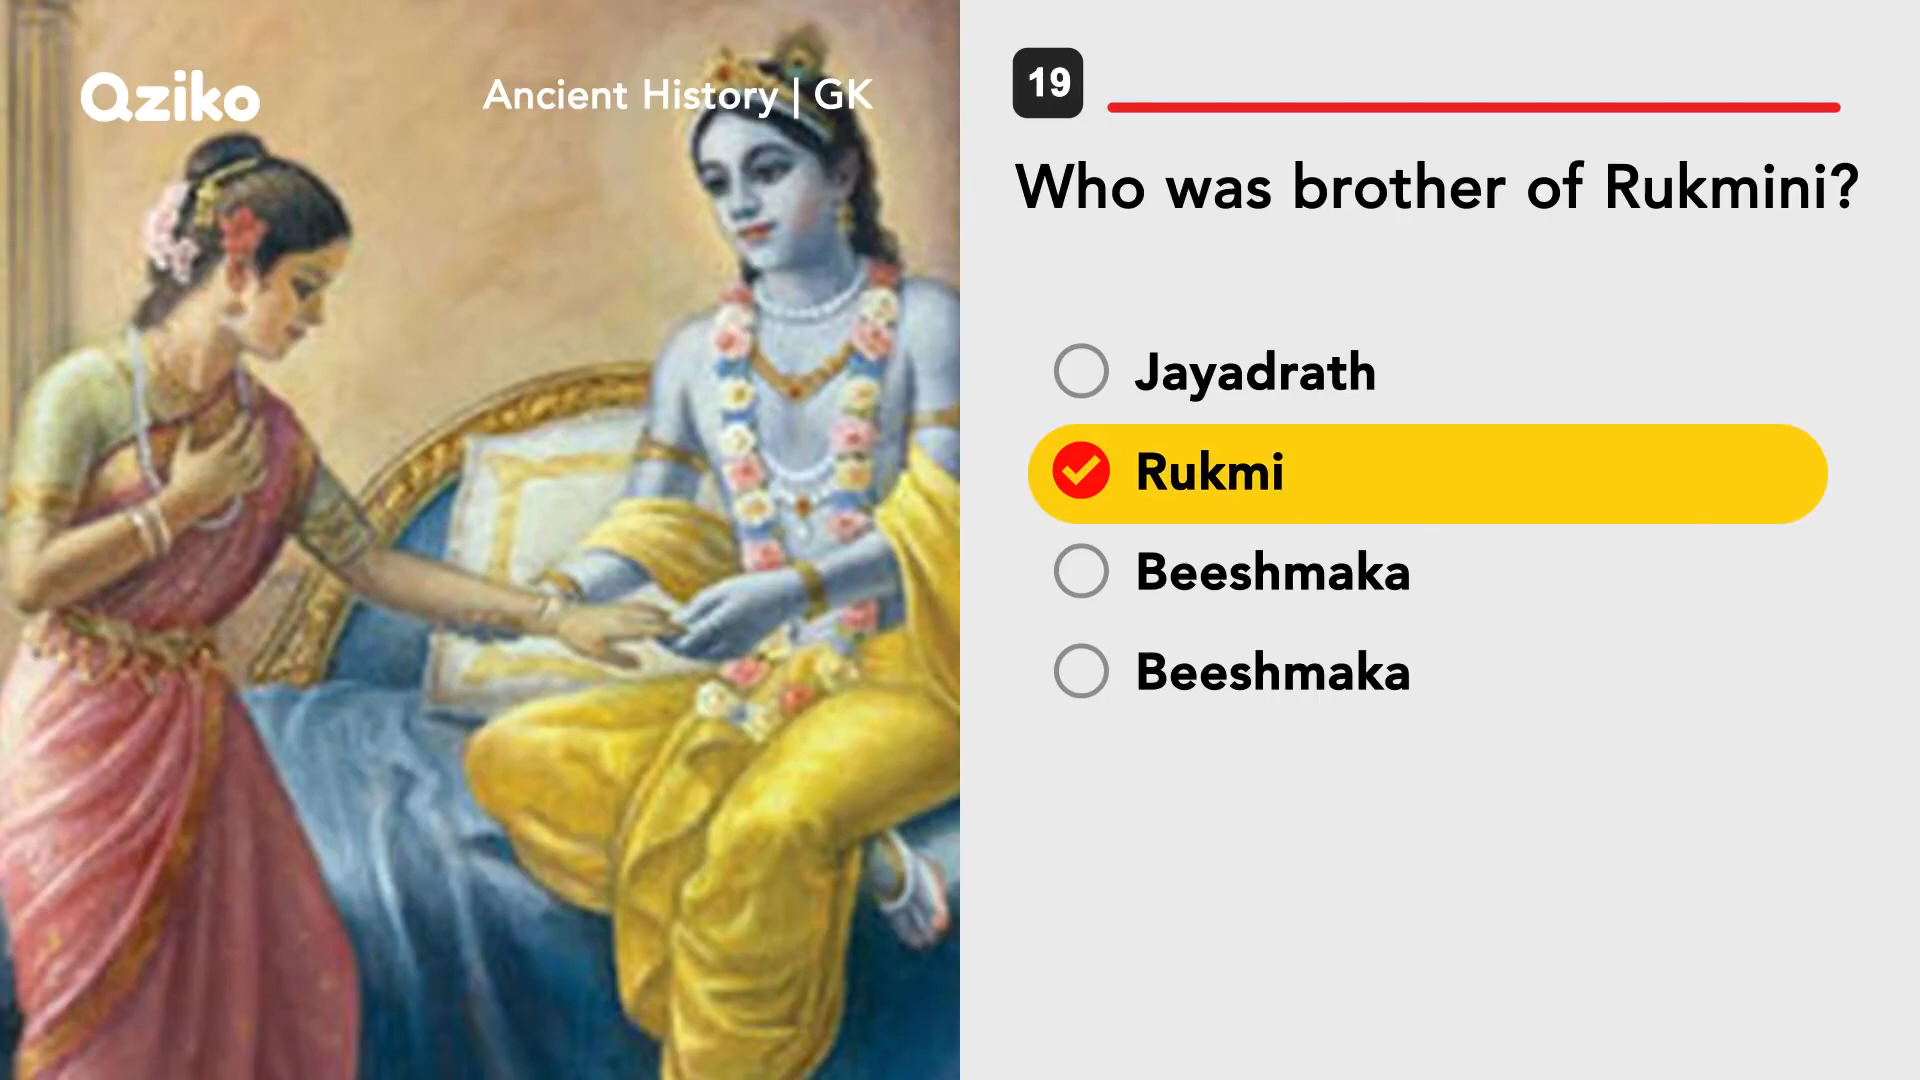 Qziko
Ancient History | GK
19
Who was brother of Rukmini?
Jayadrath
Rukmi
Beeshmaka
Beeshmaka